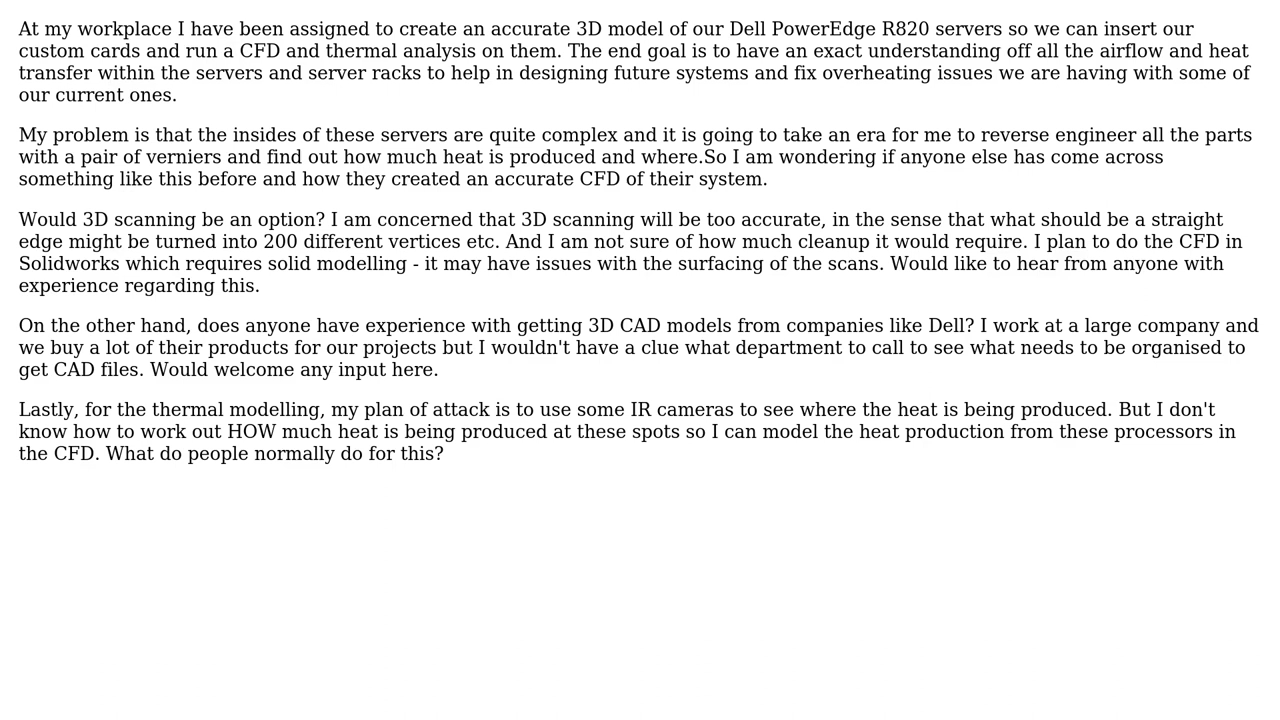 At my workplace I have been assigned to create an accurate 3D model of our Dell PowerEdge R820 servers so we can insert our
custom cards and run a CFD and thermal analysis on them. The end goal is to have an exact understanding off all the airflow and heat
transfer within the servers and server racks to help in designing future systems and fix overheating issues we are having with some of
our current ones.
My problem is that the insides of these servers are quite complex and it is going to take an era for me to reverse engineer all the parts
with a pair of verniers and find out how much heat is produced and where.So I am wondering if anyone else has come across
something like this before and how they created an accurate CFD of their system.
Would 3D scanning be an option? I am concerned that 3D scanning will be too accurate, in the sense that what should be a straight
edge might be turned into 200 different vertices etc. And I am not sure of how much cleanup it would require. I plan to do the CFD in
Solidworks which requires solid modelling - it may have issues with the surfacing of the scans. Would like to hear from anyone with
experience regarding this.
On the other hand, does anyone have experience with getting 3D CAD models from companies like Dell? I work at a large company and
we buy a lot of their products for our projects but I wouldn't have a clue what department to call to see what needs to be organised to
get CAD files. Would welcome any input here.
Lastly, for the thermal modelling, my plan of attack is to use some IR cameras to see where the heat is being produced. But I don't
know how to work out HOW much heat is being produced at these spots so I can model the heat production from these processors in
the CFD. What do people normally do for this?